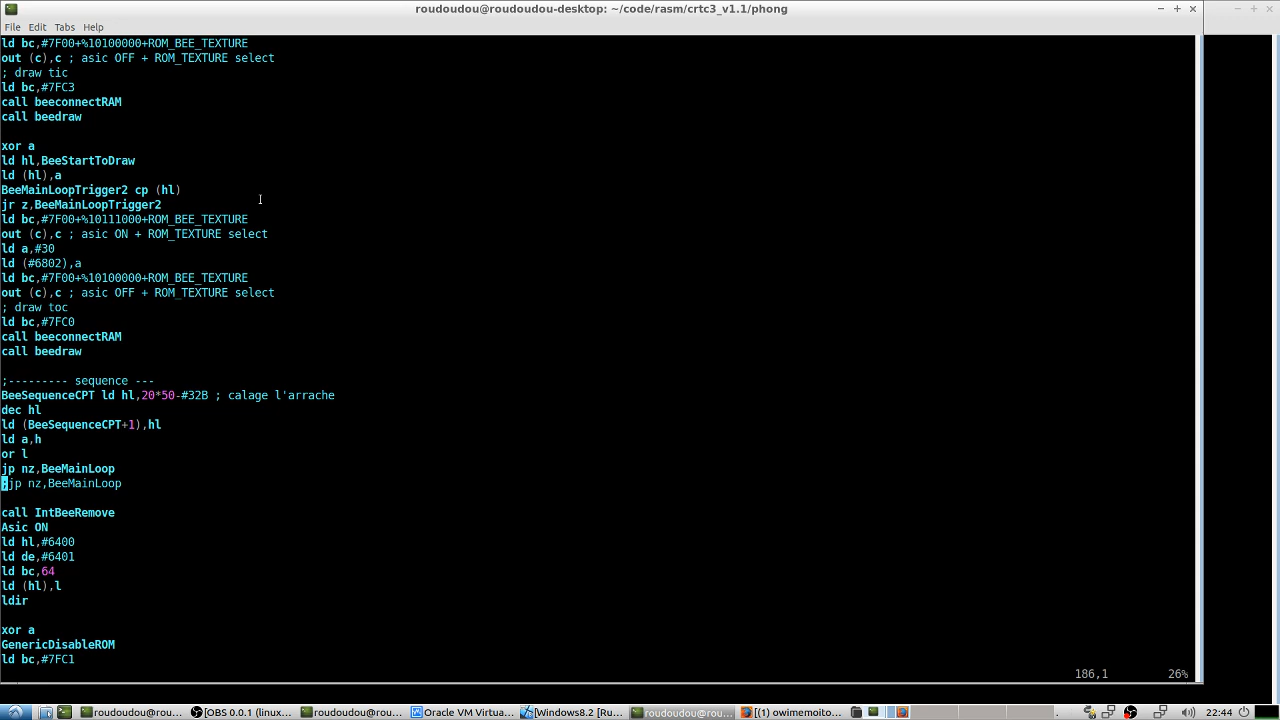 roudoudou@roudoudou-desktop: ~/code/rasm/crtc3_v1.1/phong
File Edit Tabs Help
ld bc,#7F00+%10100000+ROM_BEE_TEXTURE
out (c),c ; asic OFF + ROM_TEXTURE select
; draw tic
ld bc,#7FC3
call beeconnectRAM
call beedraw
xor a
ld hl,BeeStartToDraw
ld (hl),a
BeeMainLoopTrigger2 cp (hl)
jr z,BeeMainLoopTrigger2
ld bc,#7F00+%10111000+ROM_BEE_TEXTURE
out (c),c ; asic ON + ROM_TEXTURE select
ld a,#30
ld (#6802),a
ld bc,#7F00+%10100000+ROM_BEE_TEXTURE
out (c),c ; asic OFF + ROM_TEXTURE select
; draw toc
ld bc,#7FC0
call beeconnectRAM
call beedraw
;--------- sequence ---
BeeSequenceCPT ld hl,20*50-#32B ; calage l'arrache
dec hl
ld (BeeSequenceCPT+1),hl
ld a,h
or l
jp nz,BeeMainLoop
;jp nz,BeeMainLoop
call IntBeeRemove
Asic ON
ld hl,#6400
ld de,#6401
ld bc,64
ld (hl),l
ldir
xor a
GenericDisableROM
ld bc,#7FC1
186,1 26%
roudoudou@rou... [OBS 0.0.1 (linux... roudoudou@rou... Oracle VM Virtua... [Windows8.2 [Ru... roudoudou@rou... [(1) owimemoito... 22:44